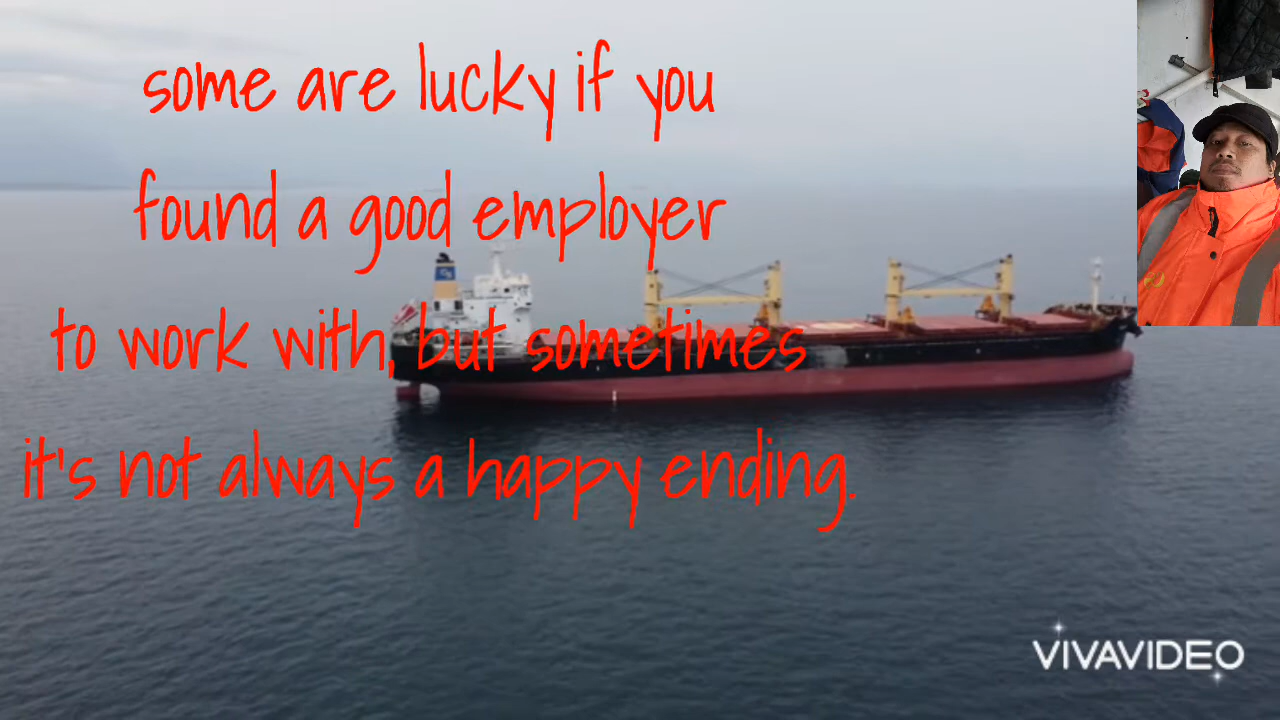 some are lucky if you
found a good employer
to work with, but sometimes
it's not always a happy ending.
VIVAVIDEO